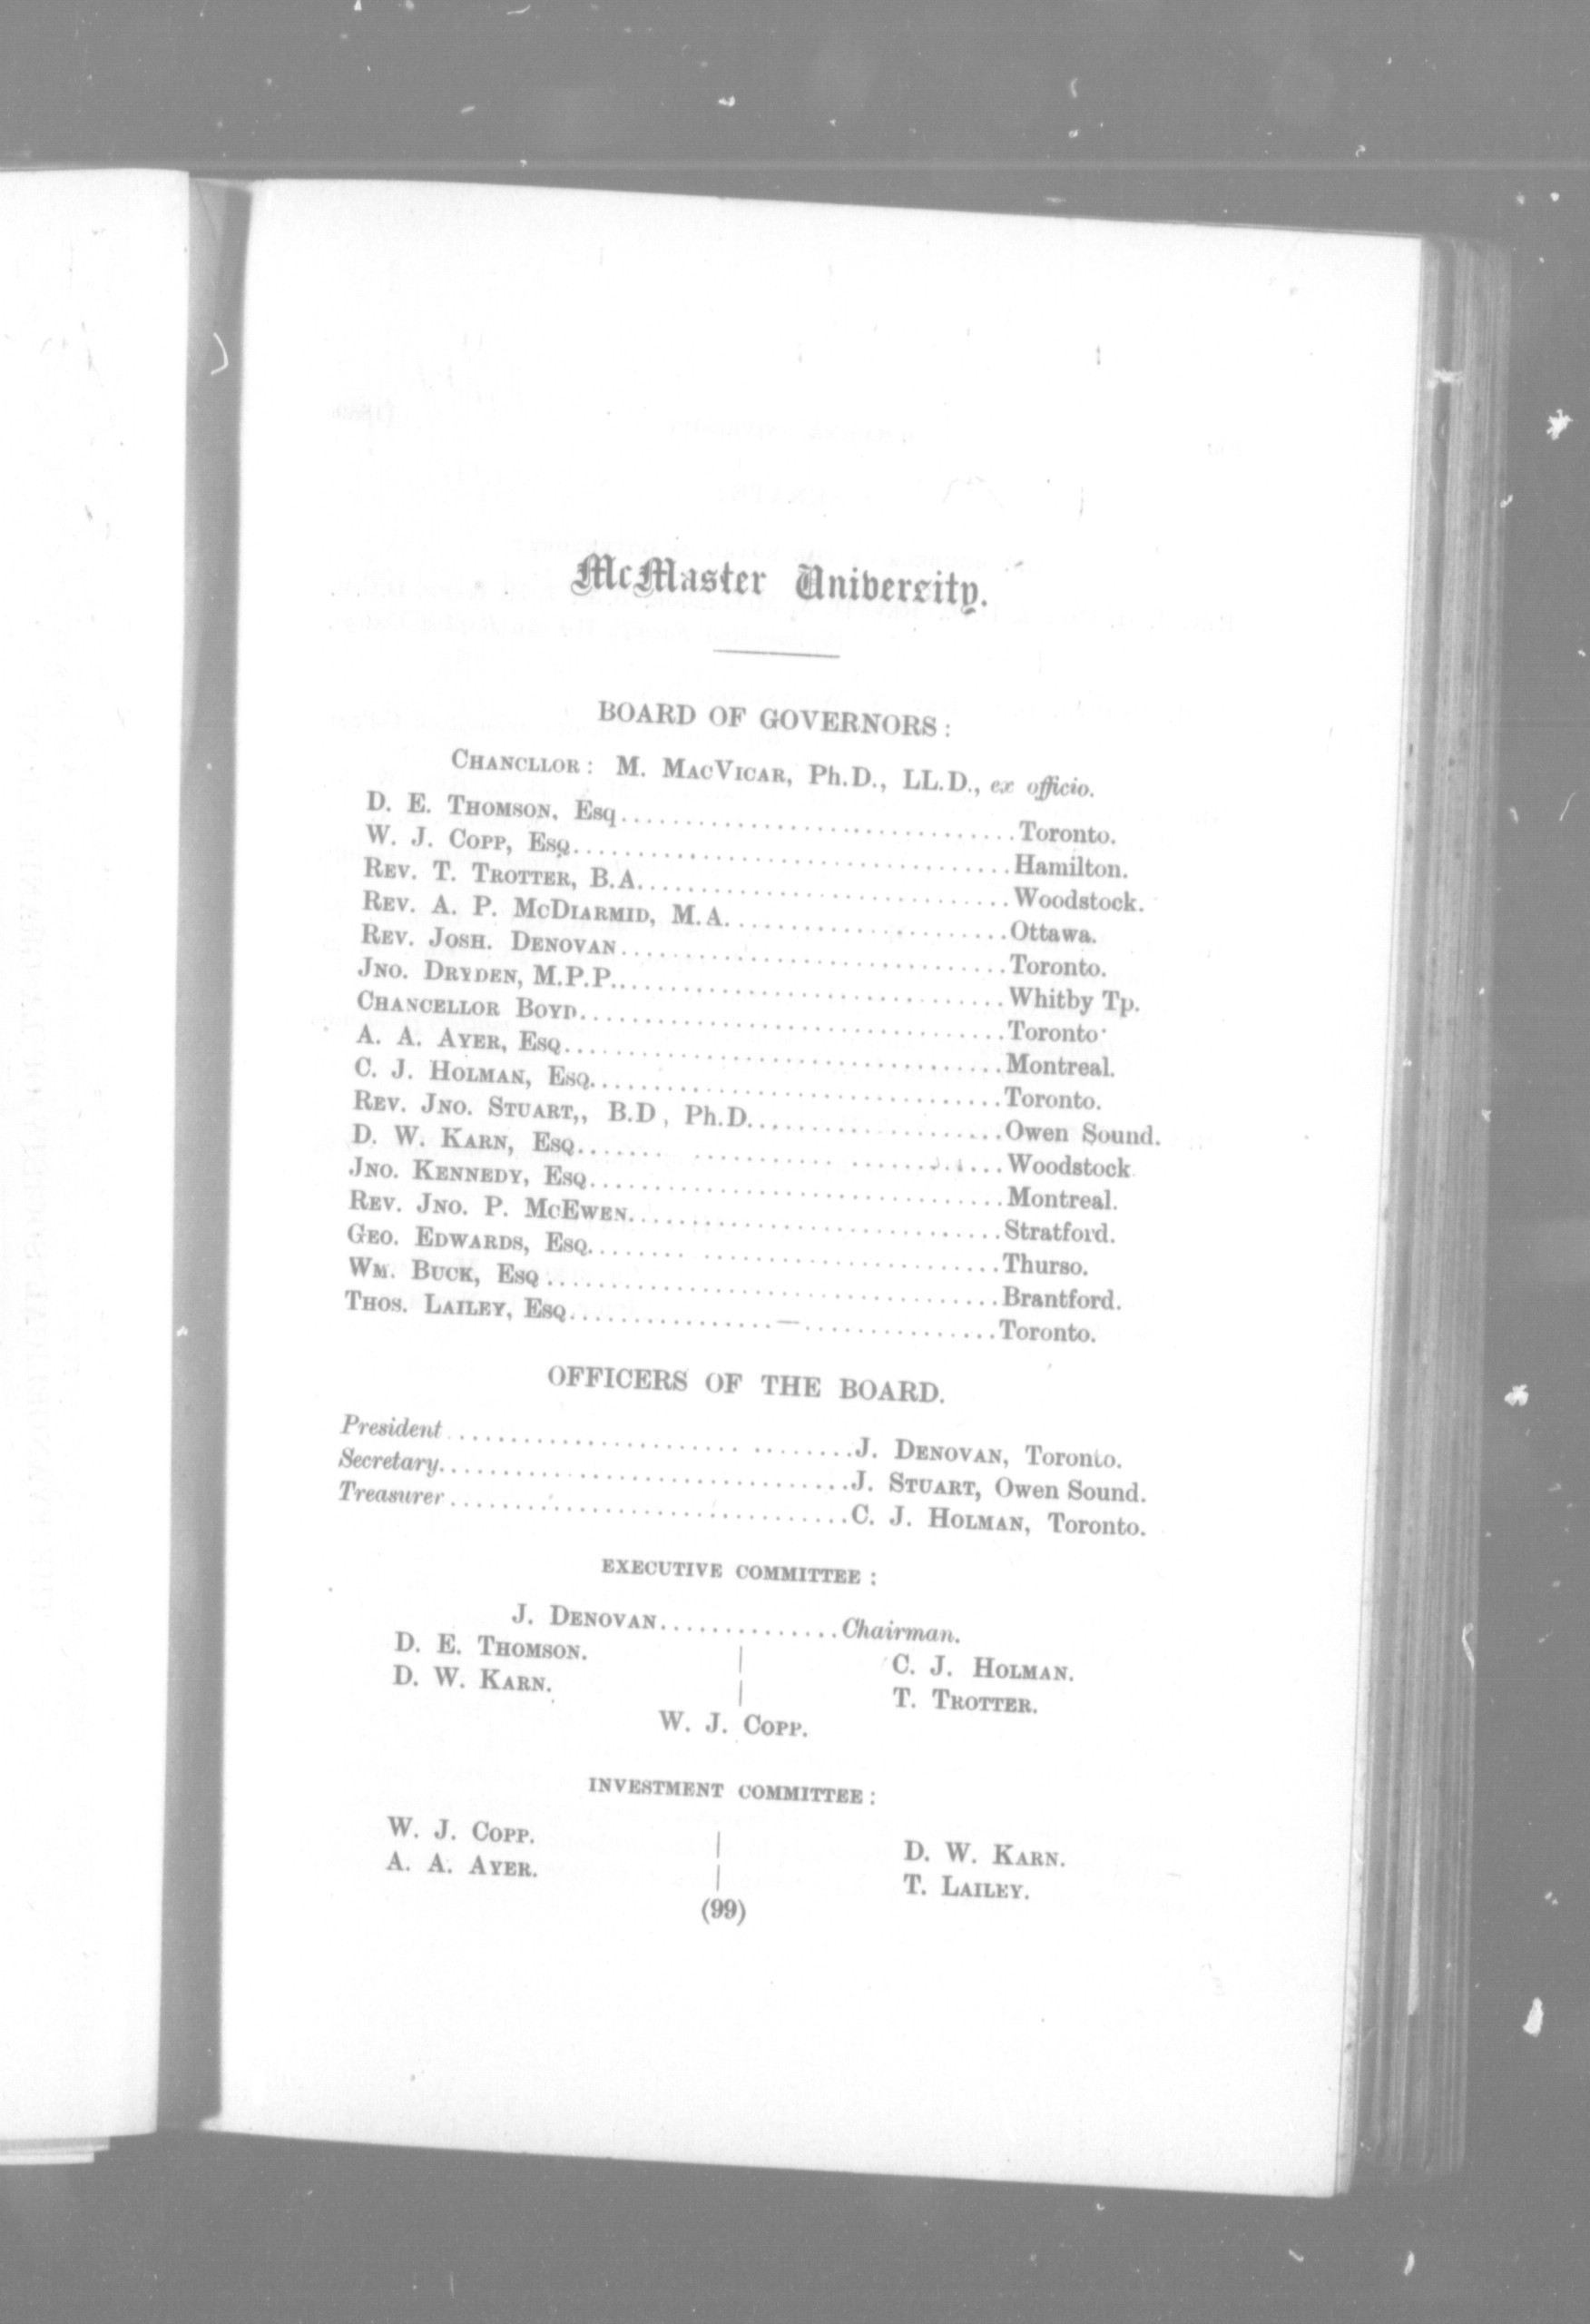 McMaster University.
BOARD OF GOVERNORS:
CHANCLLOR: M. MACVICAR, Ph.D., LL.D., ex officio.
D. E. THOMSON, Esq........Toronto.
W. J. COPP, ESQ........Hamilton.
REV. T. TROTTER, B.A........Woodstock.
REV. A. P. MCDIARMID, M.A........Ottawa.
REV. JOSH. DENOVAN........Toronto.
JNO. DRYDEN, M.P.P........Whitby Tp.
CHANCELLOR BOYD........Toronto·
A. A. AYER, ESQ........Montreal.
C. J. HOLMAN, ESQ........Toronto.
REV. JNO. STUART,, B.D, Ph.D........Owen Sound.
D. W. KARN, ESQ........Woodstock
JNO. KENNEDY, ESQ........Montreal.
REV. JNO. P. MCEWEN........Stratford.
GEO. EDWARDS, ESQ........Thurso.
WM. BUCK, ESQ........Brantford.
THOS. LAILEY, ESQ........Toronto.
OFFICERS OF THE BOARD.
President........J. DENOVAN, Toronto.
Secretary........J. STUART, Owen Sound.
Treasurer........C. J. HOLMAN, Toronto.
EXECUTIVE COMMITTEE:
J. DENOVAN........Chairman.
D. E. THOMSON. | C. J. HOLMAN.
D. W. KARN. | T. TROTTER.
W. J. COPP.
INVESTMENT COMMITTEE:
W. J. COPP. | D. W. KARN.
A. A. AYER. | T. LAILEY.
(99)